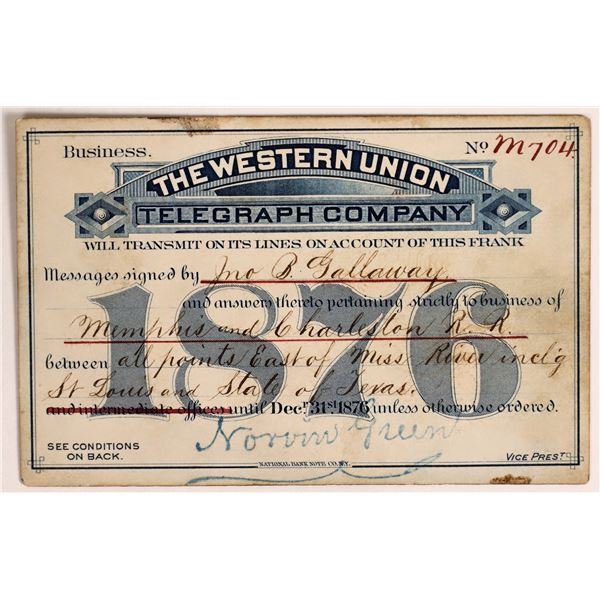 Business. No. M704
THE WESTERN UNION
TELEGRAPH COMPANY
WILL TRANSMIT ON ITS LINES ON ACCOUNT OF THIS FRANK
Messages signed by Jno B. Gallaway
and answers thereto pertaining strictly to business of
Memphis and Charleston R. R.
between all points East of Miss River incl'g
St Louis and State of Texas.
and intermediate offices until Decr. 31st 1876 unless otherwise ordered.
1876
Norvin Green
SEE CONDITIONS
ON BACK.
VICE PREST.
NATIONAL BANK NOTE CO. N.Y.